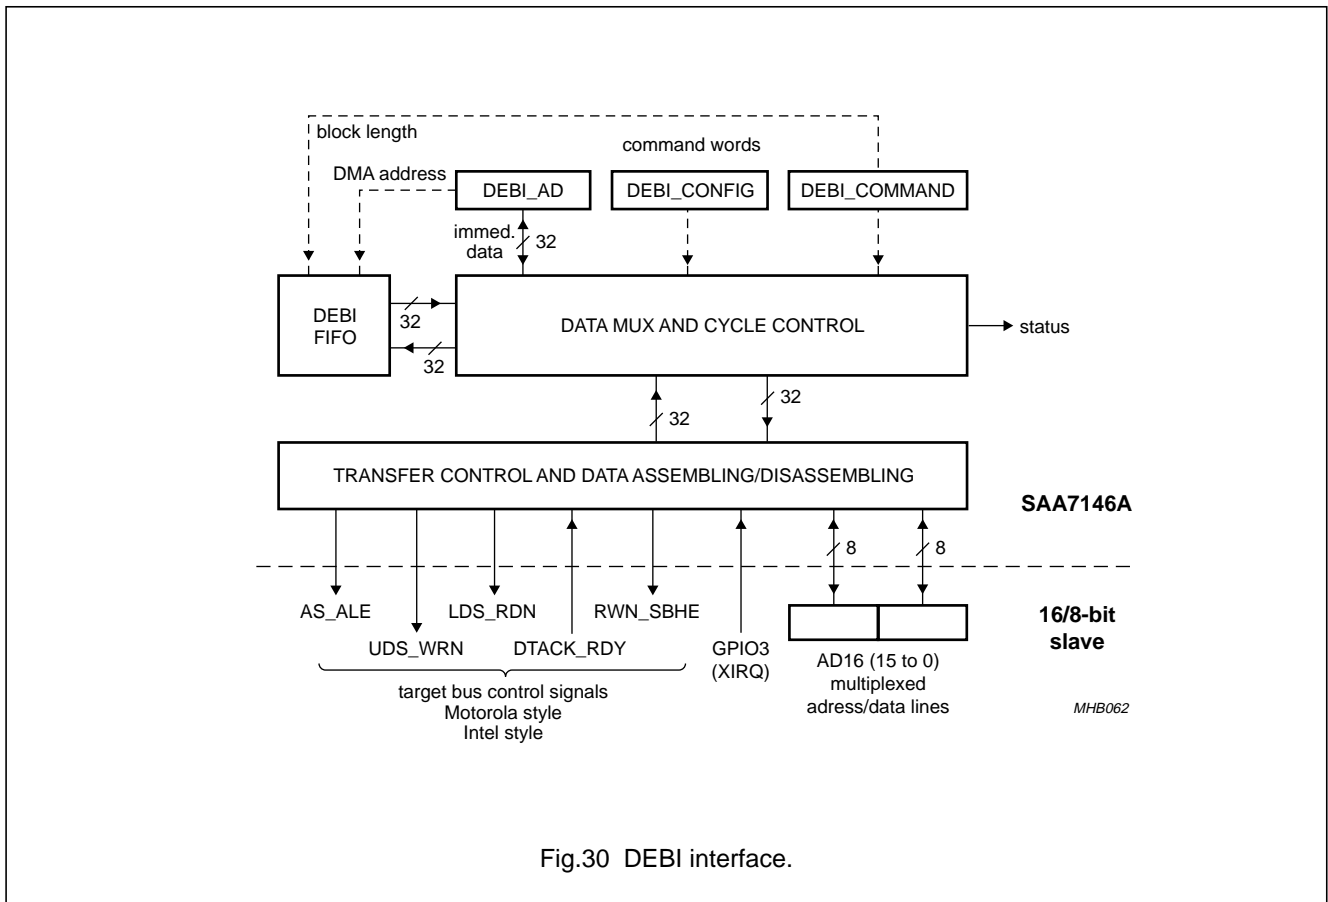 block length
command words
DMA address
DEBI_AD
DEBI_CONFIG
DEBI_COMMAND
immed.
data
32
DEBI
FIFO
32
32
DATA MUX AND CYCLE CONTROL
status
32
32
TRANSFER CONTROL AND DATA ASSEMBLING/DISASSEMBLING
SAA7146A
8
8
AS_ALE
LDS_RDN
RWN_SBHE
UDS_WRN
DTACK_RDY
GPIO3
(XIRQ)
16/8-bit
slave
AD16 (15 to 0)
multiplexed
adress/data lines
target bus control signals
Motorola style
Intel style
MHB062
Fig.30 DEBI interface.